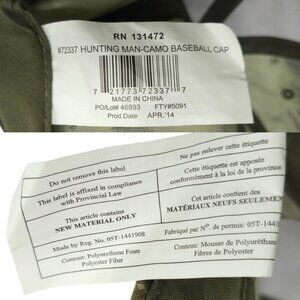 RN 131472
#72337 HUNTING MAN-CAMO BASEBALL CAP
7 21773 72337 7
MADE IN CHINA
PO/Lot# 46893 FTY#5091
Prod.Date APR.'14
Do not remove this label
This label is affixed in compliance
with Provincial Law
This article contains
NEW MATERIAL ONLY
Made by Reg. No. 05T-1441908
Content: Polyurethane Foam
Polyester Fiber
Ne pas enlever cette étiquette
Cette étiquette est apposée
conformément à la loi de la province
Cet article contient des
MATÉRIAUX NEUFS SEULEMENT
Fabriqué par N° de permis: 05T-1441
Contenu: Mousse de Polyuréthane
Fibres de Polyester